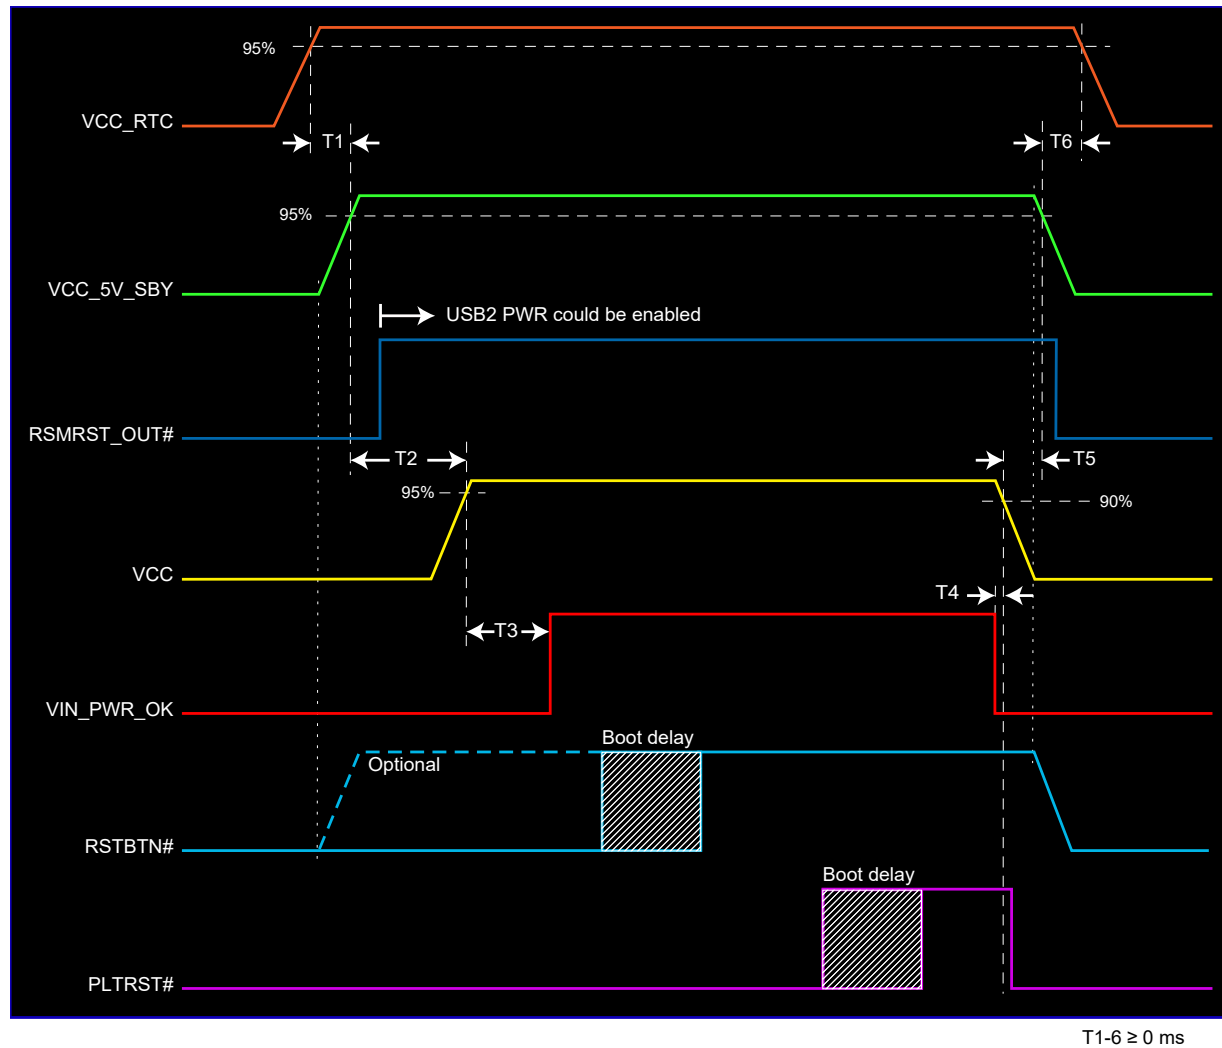 95%
VCC_RTC
T1
T6
95%
VCC_5V_SBY
USB2 PWR could be enabled
RSMRST_OUT#
T2
T5
95%
90%
VCC
T4
T3
VIN_PWR_OK
Boot delay
Optional
RSTBTN#
Boot delay
PLTRST#
T1-6 ≥ 0 ms